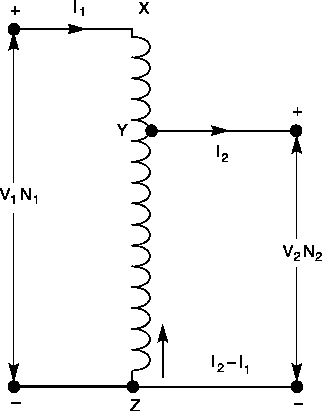 + I₁ X
Y +
I₂
V₁N₁
V₂N₂
I₂−I₁
− Z −